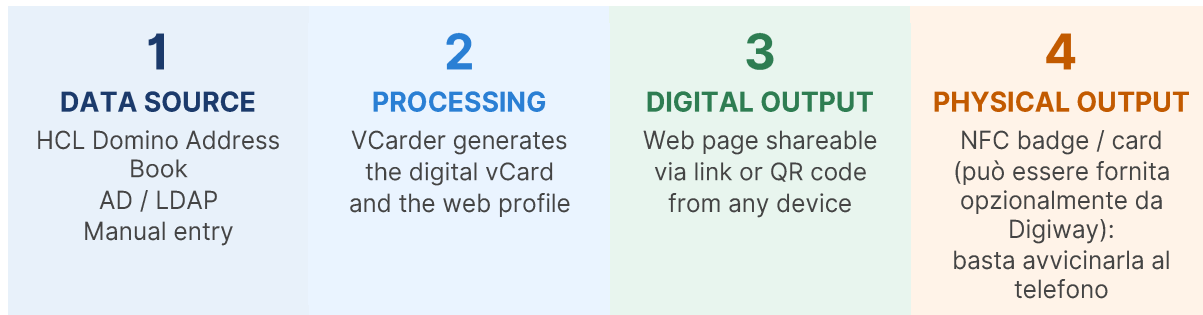 1
DATA SOURCE
HCL Domino Address
Book
AD / LDAP
Manual entry
2
PROCESSING
VCarder generates
the digital vCard
and the web profile
3
DIGITAL OUTPUT
Web page shareable
via link or QR code
from any device
4
PHYSICAL OUTPUT
NFC badge / card
(può essere fornita
opzionalmente da
Digiway):
basta avvicinarla al
telefono